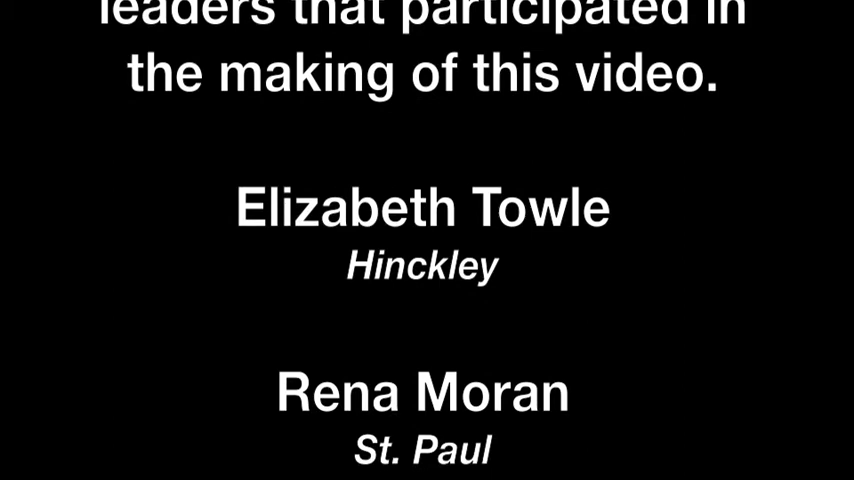 leaders that participated in
the making of this video.
Elizabeth Towle
Hinckley
Rena Moran
St. Paul